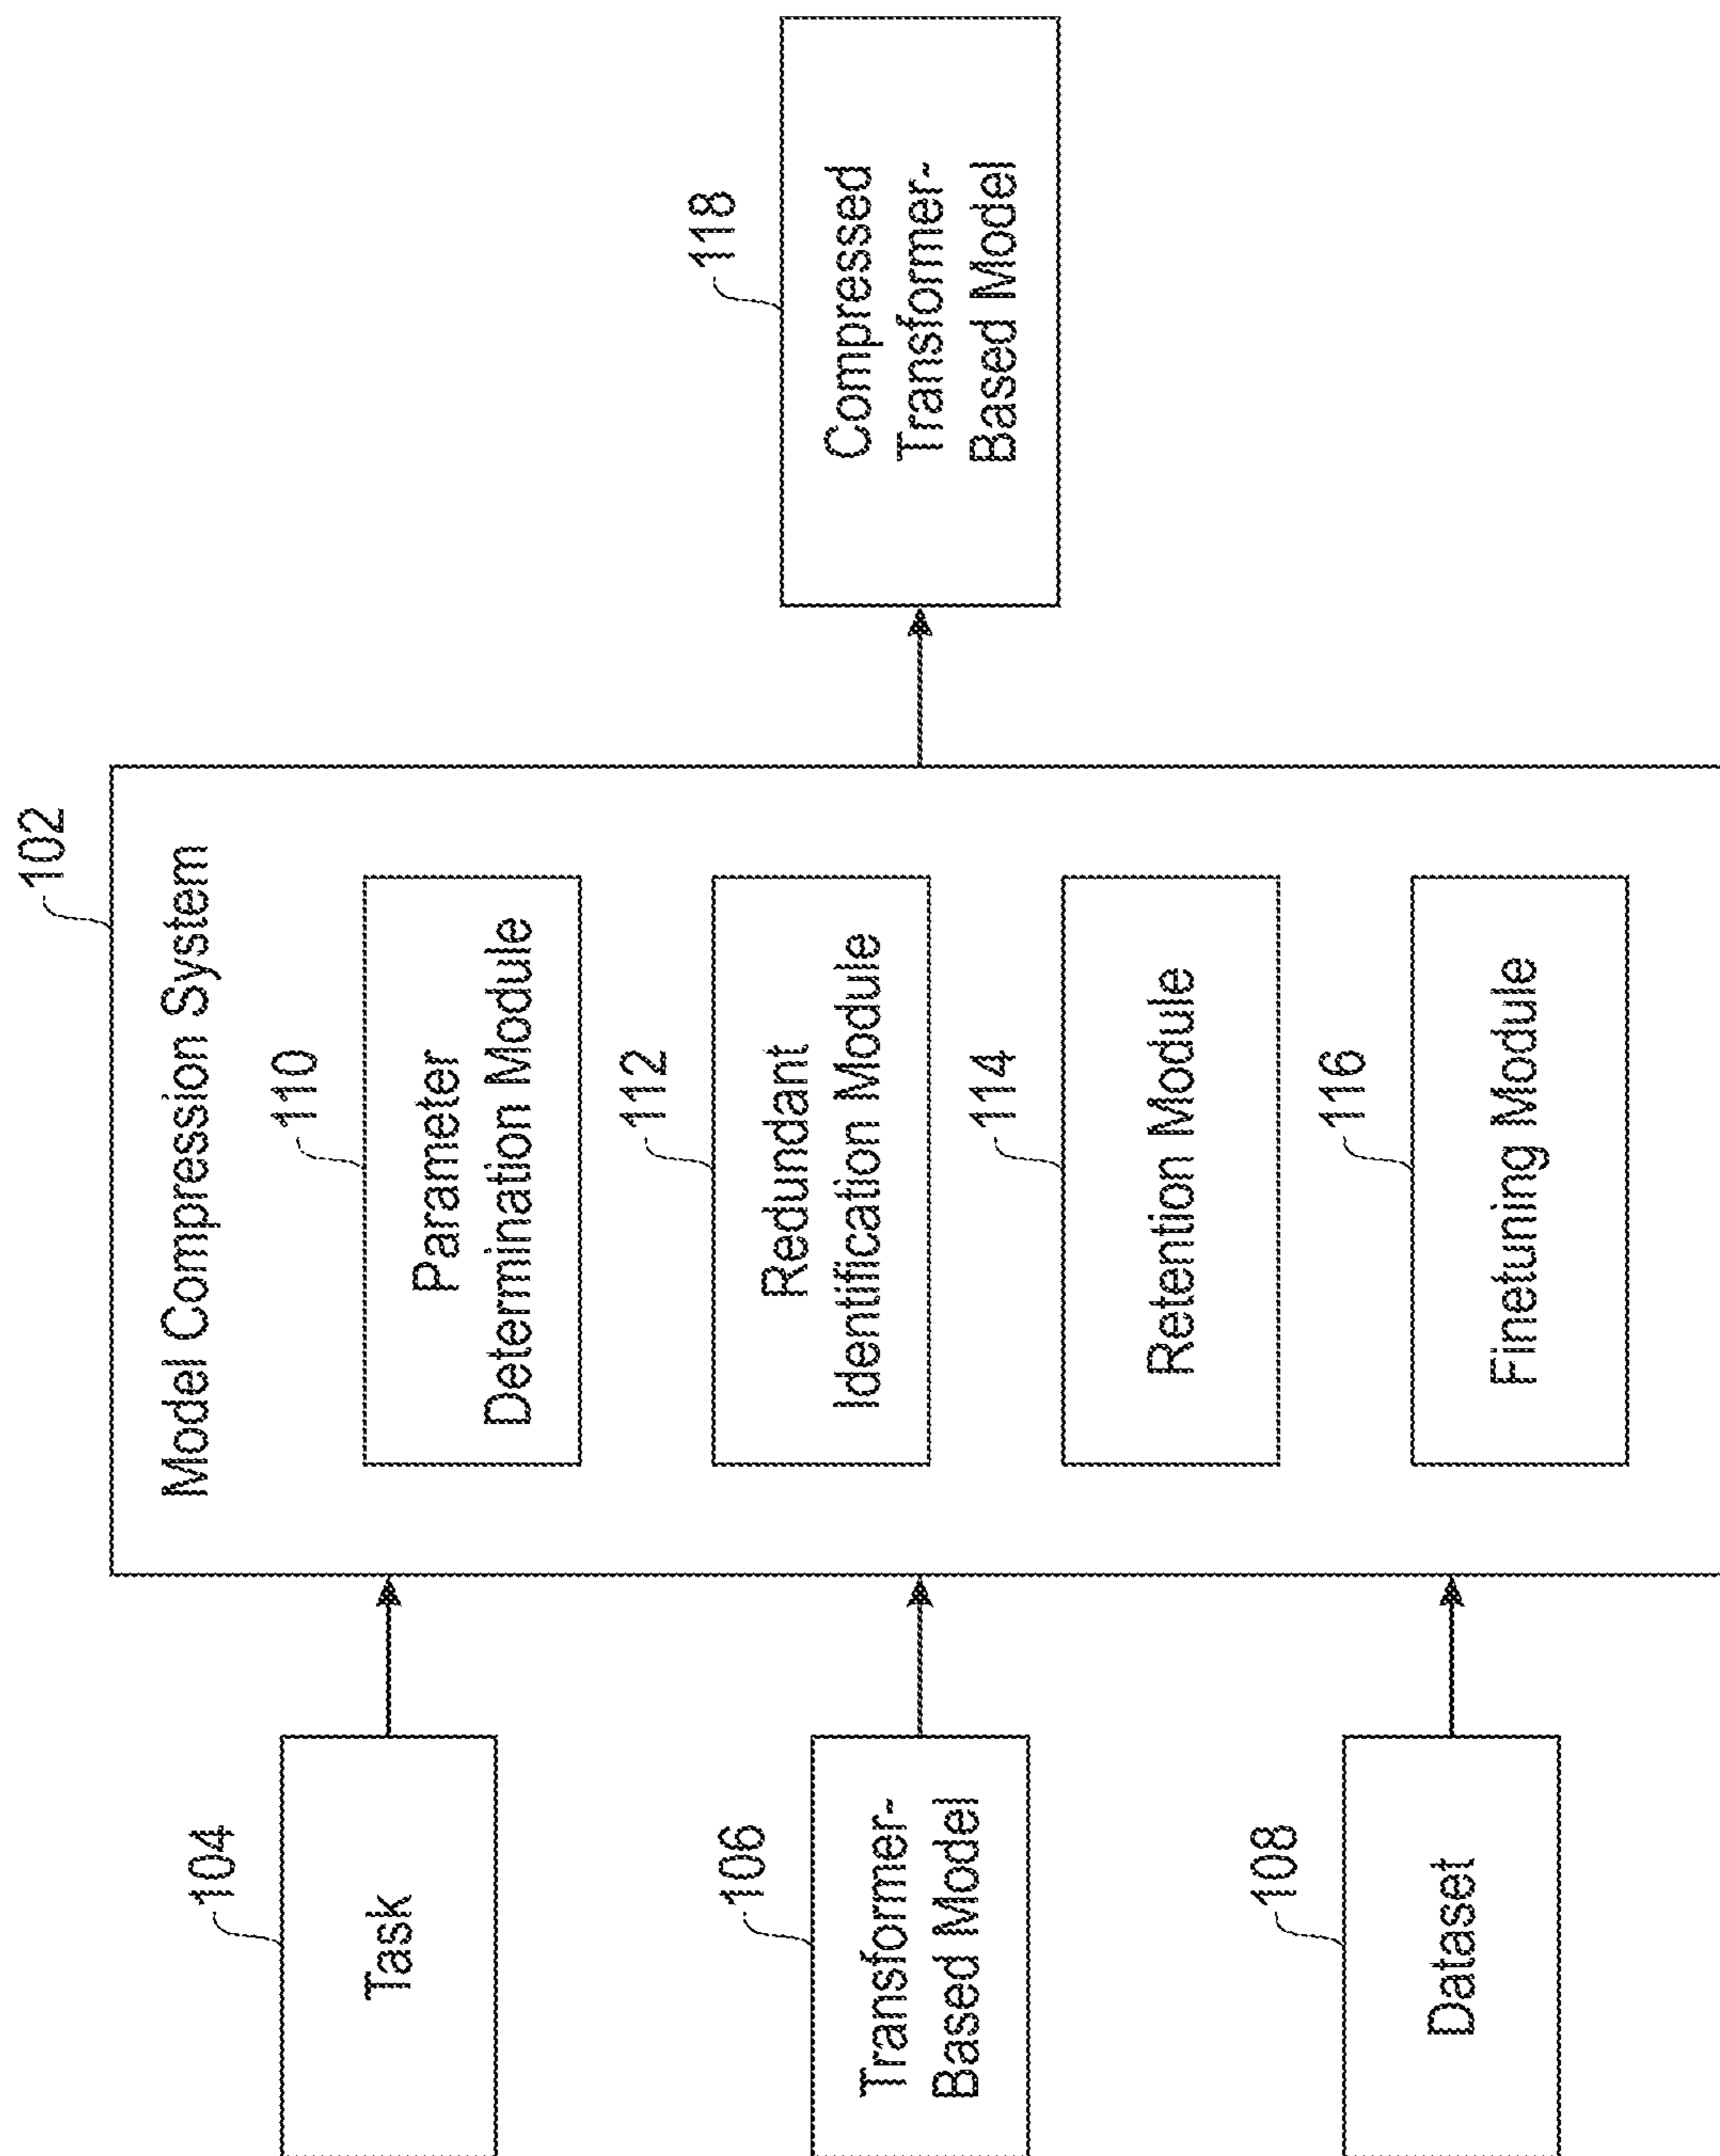 102
Model Compression System
104
Task
110
Parameter
Determination Module
106
Transformer-
Based Model
112
Redundant
Identification Module
118
Compressed
Transformer-
Based Model
114
Retention Module
108
Dataset
116
Finetuning Module